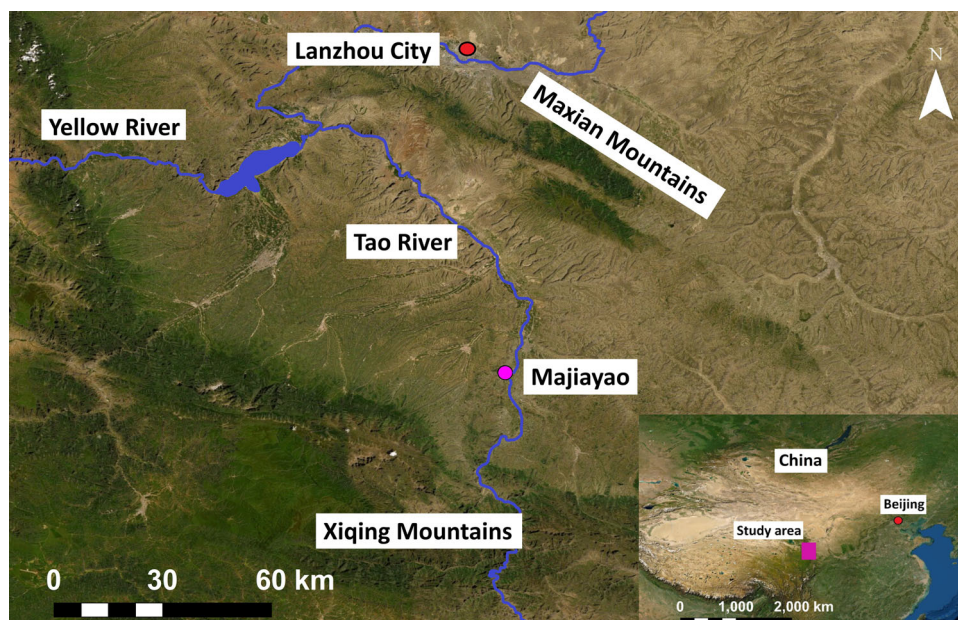 Lanzhou City
N
Maxian Mountains
Yellow River
Tao River
Majiayao
China
Beijing
Study area
Xiqing Mountains
0 30 60 km
0 1,000 2,000 km